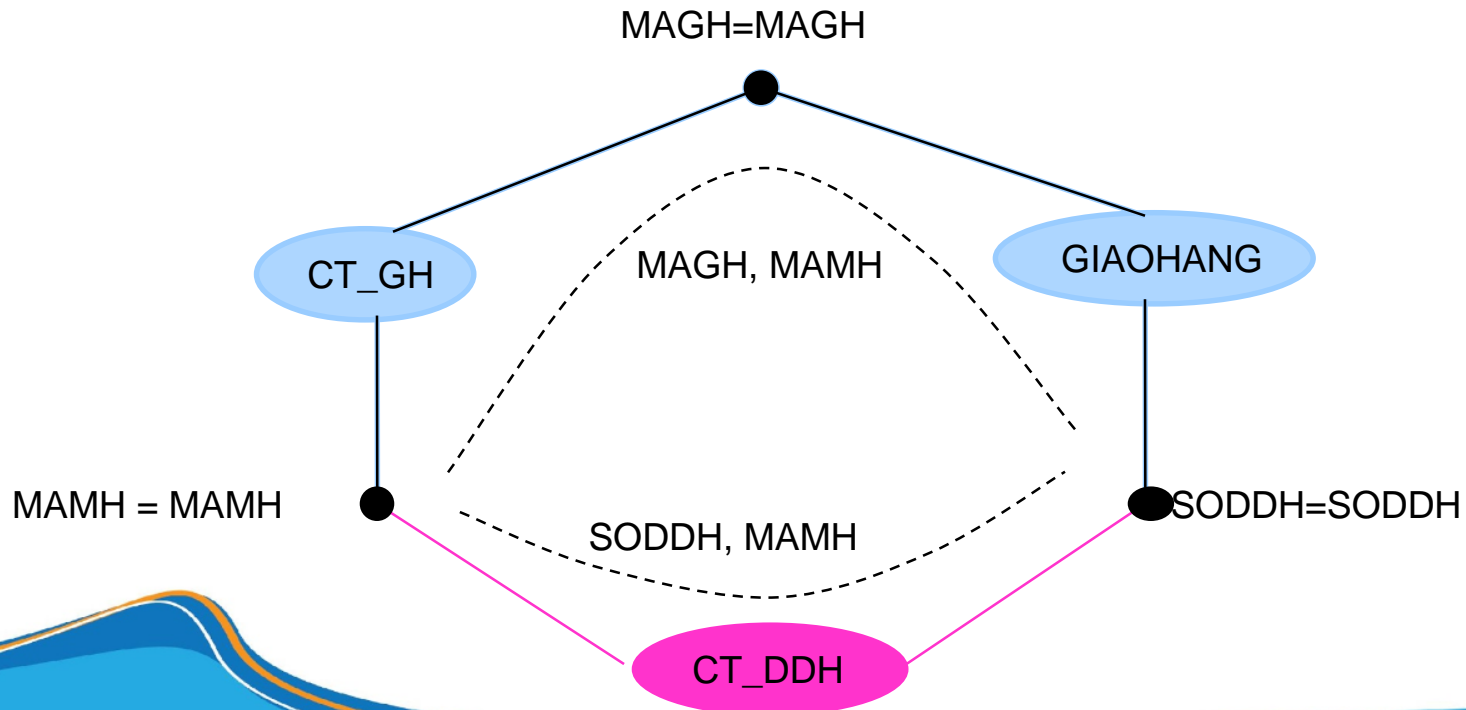 MAGH=MAGH
CT_GH
MAGH, MAMH
GIAOHANG
MAMH = MAMH
SODDH, MAMH
SODDH=SODDH
CT_DDH